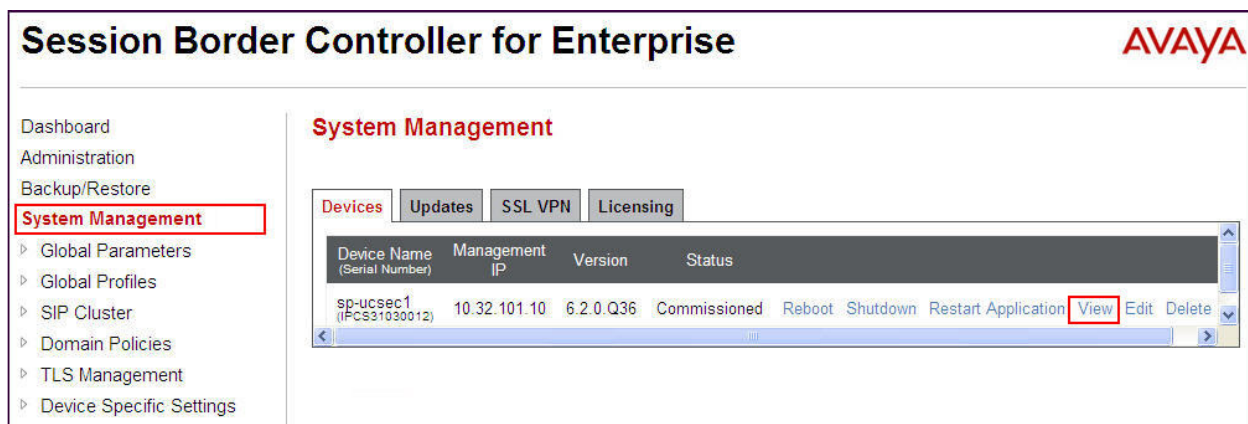 Session Border Controller for Enterprise
AVAYA
Dashboard
Administration
Backup/Restore
System Management
Global Parameters
Global Profiles
SIP Cluster
Domain Policies
TLS Management
Device Specific Settings
System Management
Devices Updates SSL VPN Licensing
Device Name Management Version Status
(Serial Number) IP
sp-ucsec1 10.32.101.10 6.2.0.Q36 Commissioned Reboot Shutdown Restart Application View Edit Delete
(IPCS31030012)